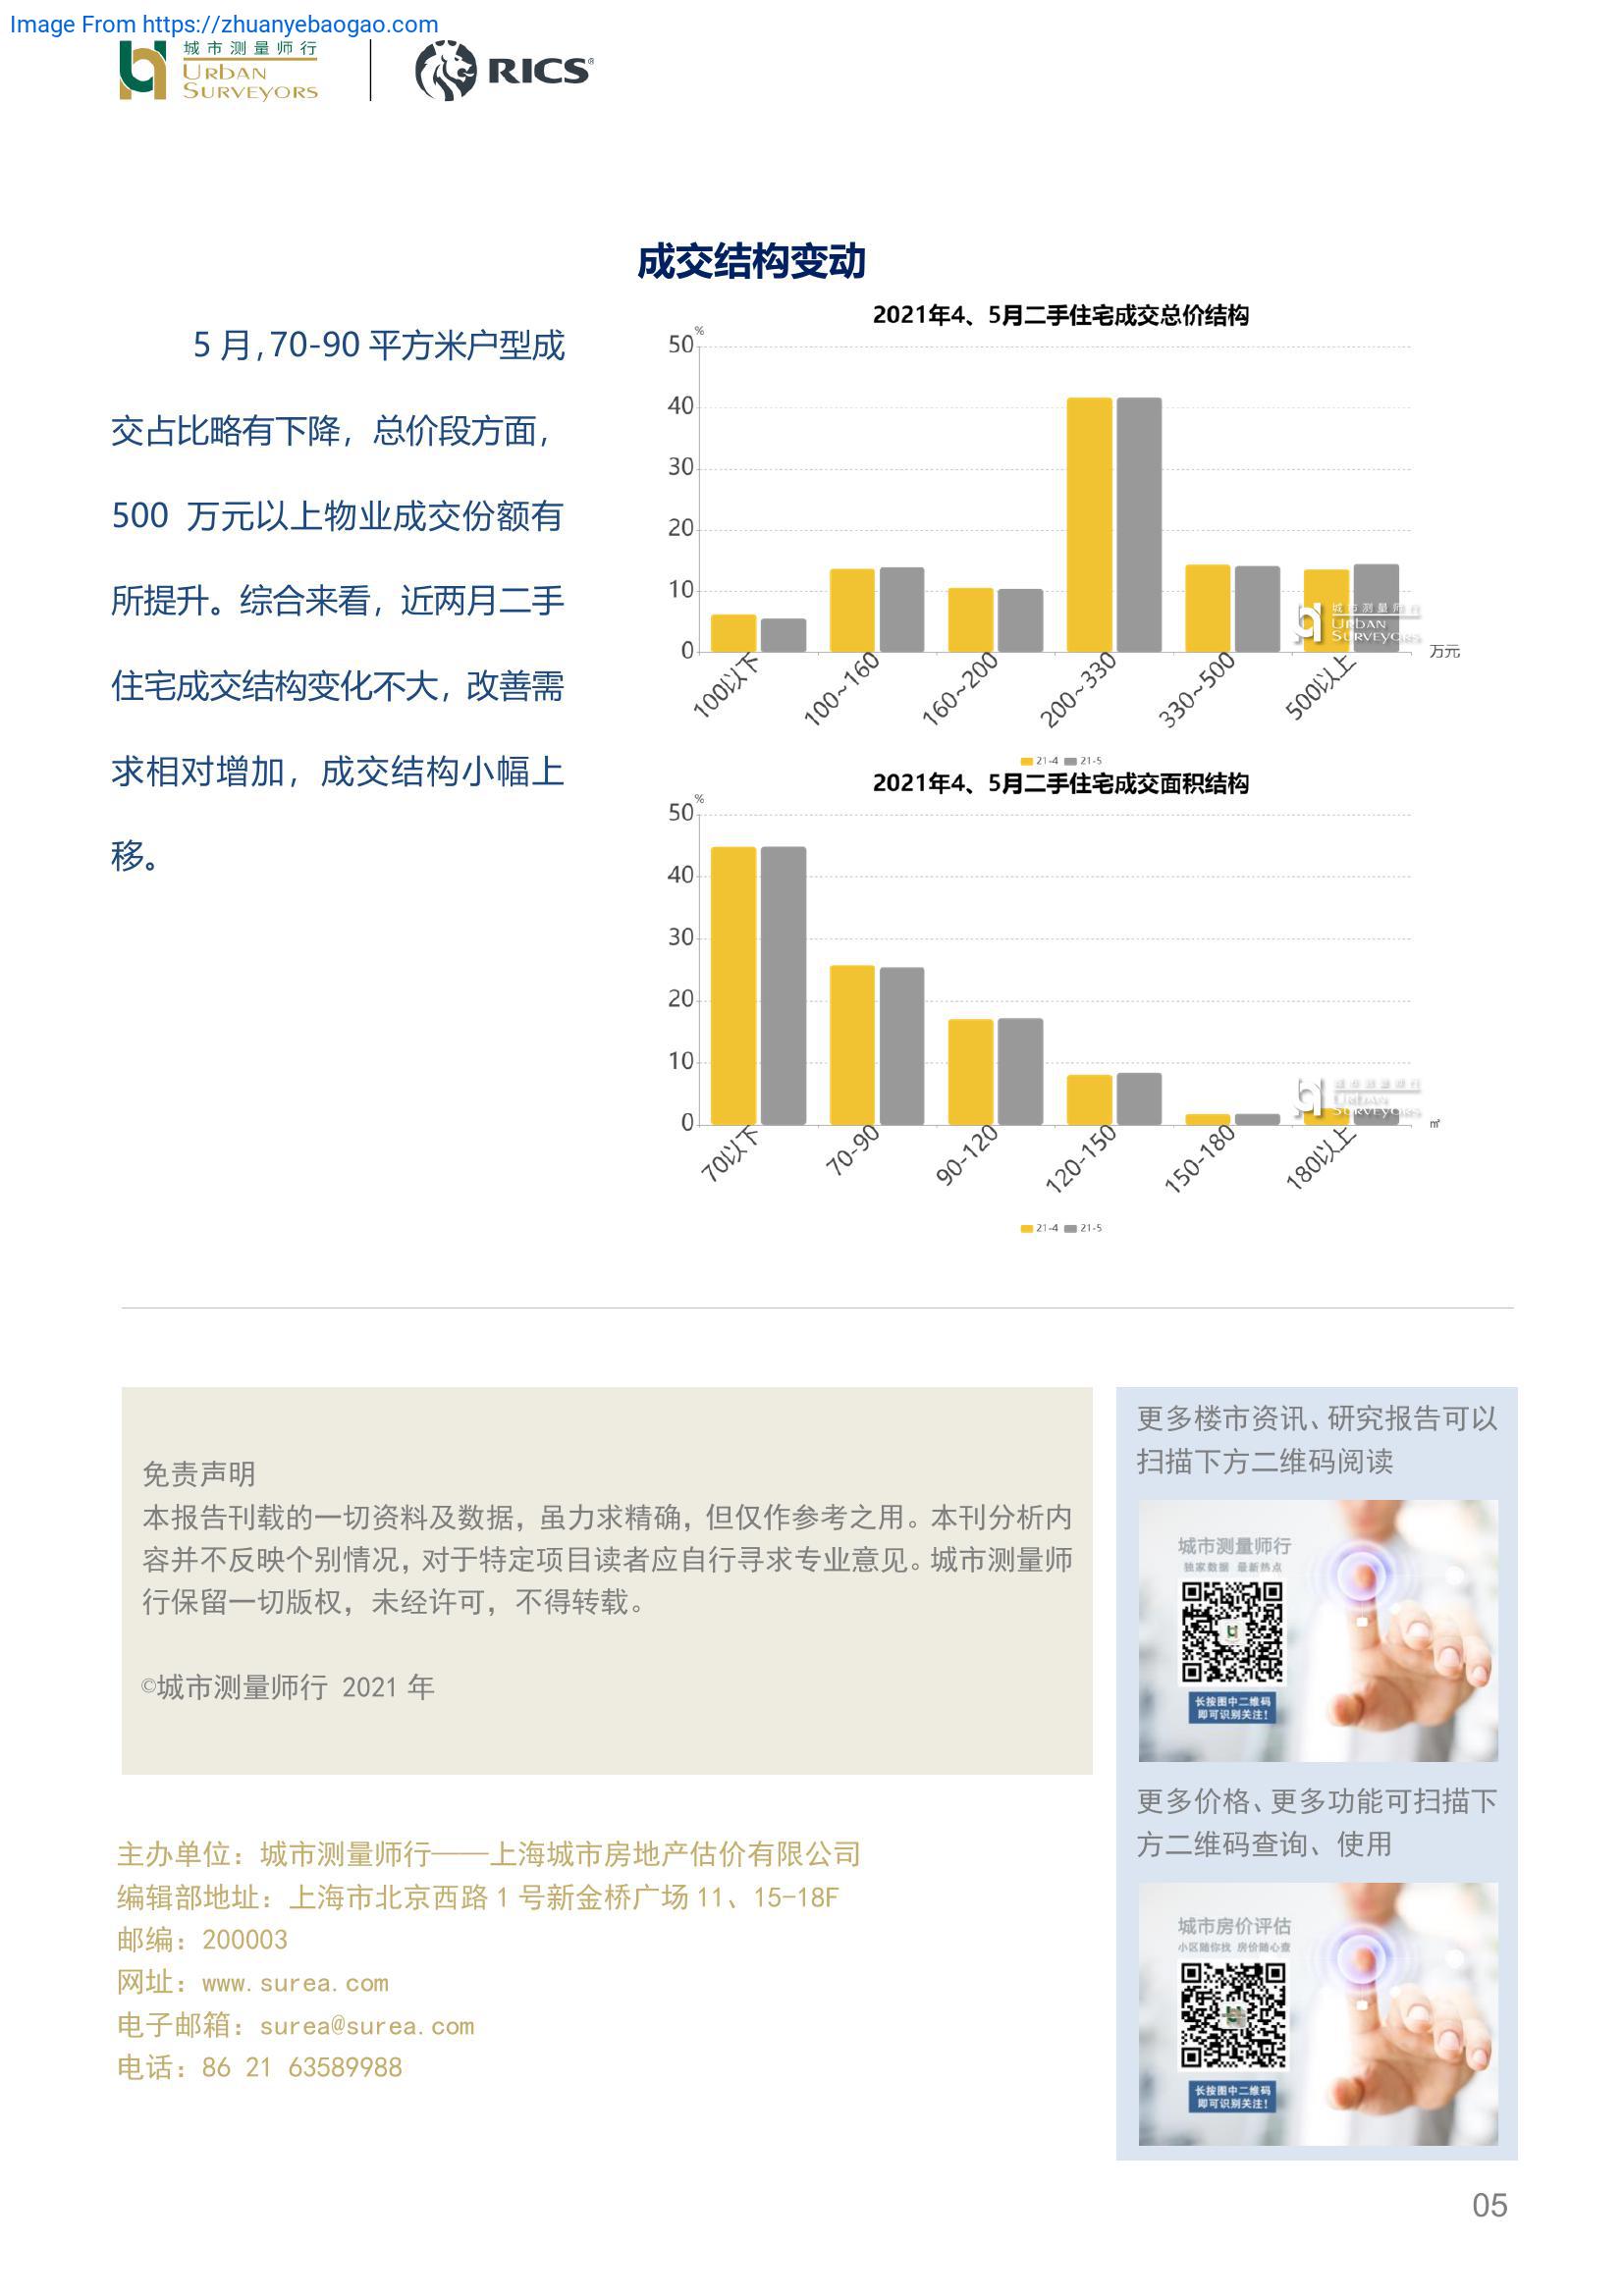 Image From https://zhuanyebaogao.com
城市测量师行
URBAN
SURVEYORS
RICS®
成交结构变动
5 月,70-90 平方米户型成
交占比略有下降，总价段方面，
500 万元以上物业成交份额有
所提升。综合来看，近两月二手
住宅成交结构变化不大，改善需
求相对增加，成交结构小幅上
移。
2021年4、5月二手住宅成交总价结构
%
50
40
30
20
10
0
100以下
100~160
160~200
200~330
330~500
500以上
万元
城市测量师行
URBAN
SURVEYORS
21-4 21-5
2021年4、5月二手住宅成交面积结构
%
50
40
30
20
10
0
70以下
70-90
90-120
120-150
150-180
180以上
㎡
城市测量师行
URBAN
SURVEYORS
21-4 21-5
免责声明
本报告刊载的一切资料及数据，虽力求精确，但仅作参考之用。本刊分析内
容并不反映个别情况，对于特定项目读者应自行寻求专业意见。城市测量师
行保留一切版权，未经许可，不得转载。
©城市测量师行 2021 年
更多楼市资讯、研究报告可以
扫描下方二维码阅读
城市测量师行
独家数据 最新热点
长按图中二维码
即可识别关注！
更多价格、更多功能可扫描下
方二维码查询、使用
城市房价评估
小区随你找 房价随心查
长按图中二维码
即可识别关注！
主办单位：城市测量师行——上海城市房地产估价有限公司
编辑部地址：上海市北京西路 1 号新金桥广场 11、15-18F
邮编：200003
网址：www.surea.com
电子邮箱：surea@surea.com
电话：86 21 63589988
05